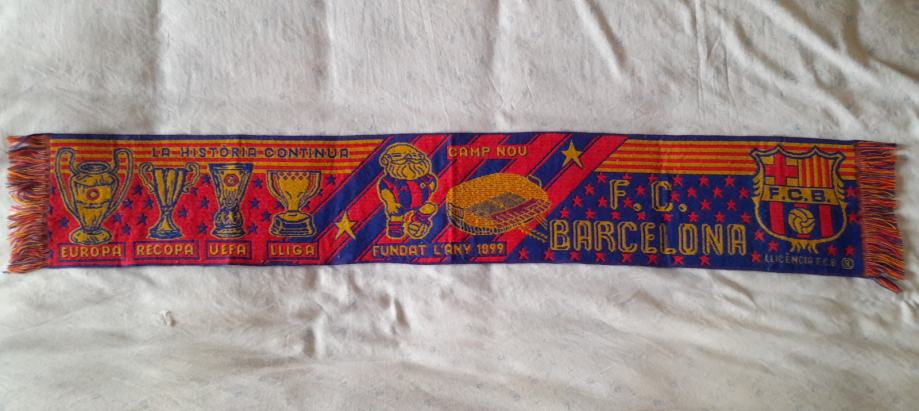 LA HISTÒRIA CONTINUA
EUROPA RECOPA UEFA LLIGA
CAMP NOU
FUNDAT L'ANY 1899
F. C.
BARCELONA
F.C.B.
LLICÈNCIA F.C.B.